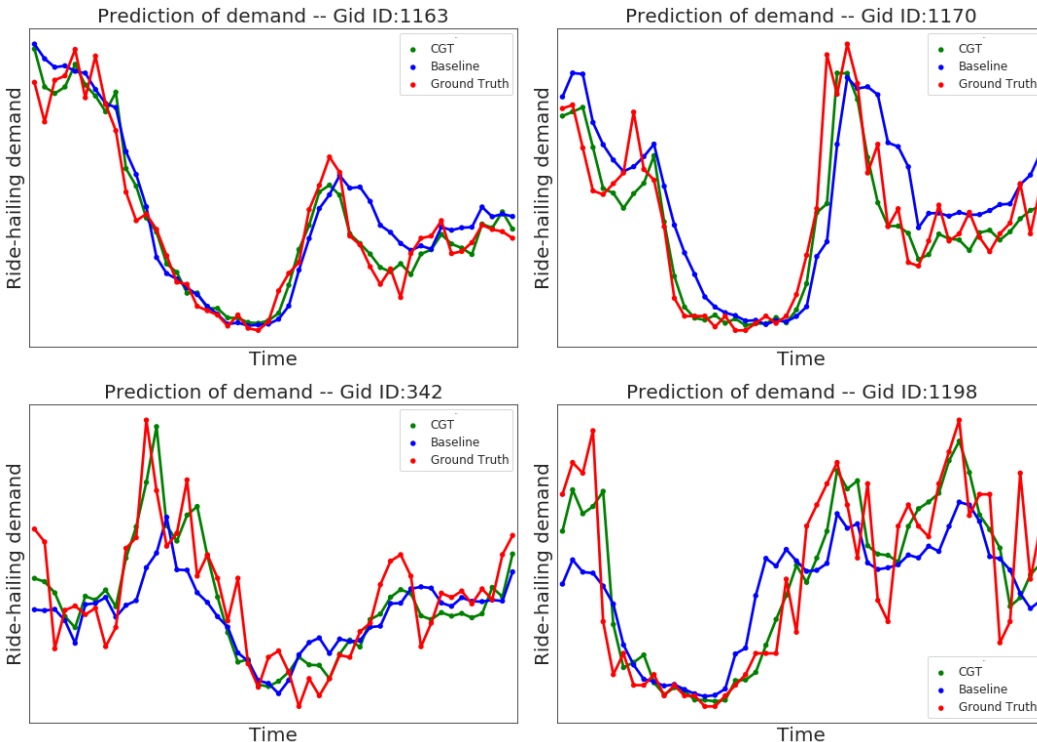 Prediction of demand -- Gid ID:1163
CGT
Baseline
Ground Truth
Ride-hailing demand
Time
Prediction of demand -- Gid ID:1170
CGT
Baseline
Ground Truth
Ride-hailing demand
Time
Prediction of demand -- Gid ID:342
CGT
Baseline
Ground Truth
Ride-hailing demand
Time
Prediction of demand -- Gid ID:1198
CGT
Baseline
Ground Truth
Ride-hailing demand
Time